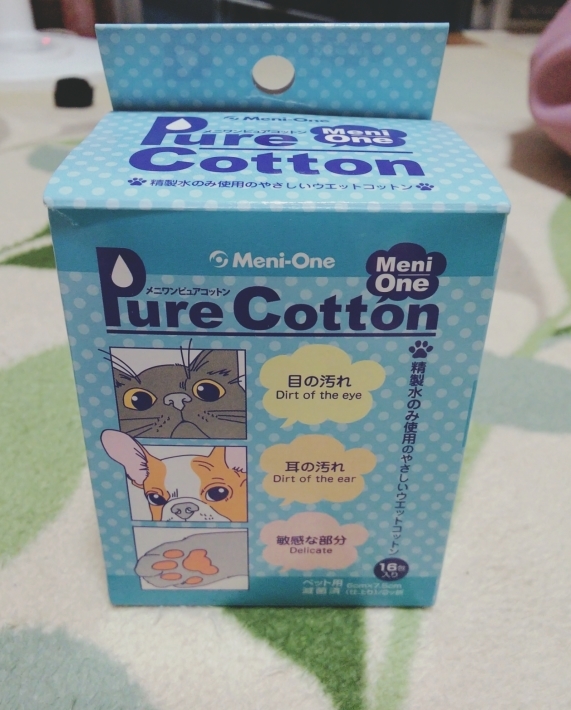 Meni-One
メニワンピュアコットン
Pure Cotton
Meni One
精製水のみ使用のやさしいウエットコットン
Meni-One
メニワンピュアコットン
Pure Cotton
Meni One
目の汚れ
Dirt of the eye
耳の汚れ
Dirt of the ear
敏感な部分
Delicate
精製水のみ使用のやさしいウエットコットン
16包
入り
ペット用
滅菌済